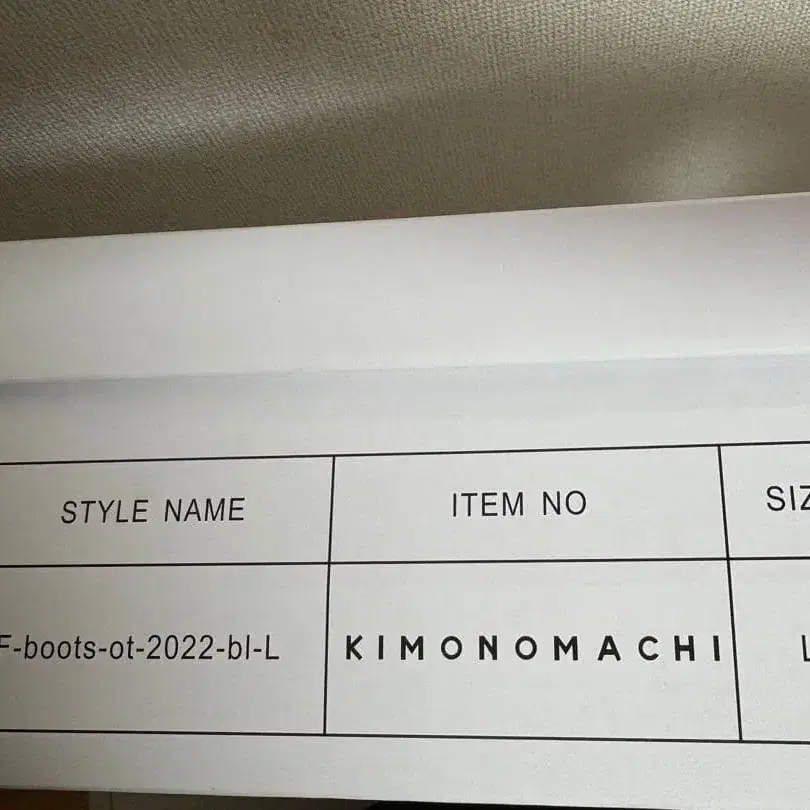 STYLE NAME ITEM NO SIZ
F-boots-ot-2022-bl-L KIMONOMACHI L